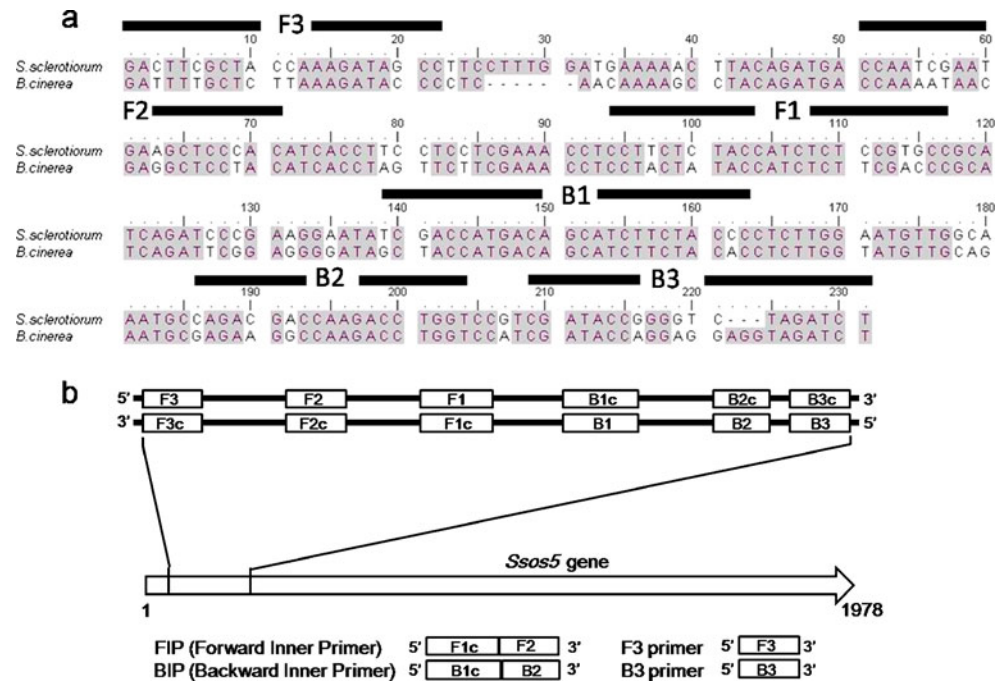 a
F3
10 20 30 40 50 60
S.sclerotiorum GACTTCGCTA CCAAAGATAG CCTTCCTTTG GATGAAAAAC TTACAGATGA CCAATCGAAT
B.cinerea GATTTTGCTC TTAAAGATAC CCCTC----- -AACAAAAGC CTACAGATGA CCAAAATAAC
F2 F1
70 80 90 100 110 120
S.sclerotiorum GAAGCTCCCA CATCACCTTC CTCCTCGAAA CCTCCTTCTC TACCATCTCT CCGTGCCGCA
B.cinerea GAGGCTCCTA CATCACCTAG TTCTTCGAAA CCTCCTACTA TACCATCTCT TCGACCCGCA
B1
130 140 150 160 170 180
S.sclerotiorum TCAGATCCCG AAGGAATATC GACCATGACA GCATCTTCTA CCCCTCTTGG AATGTTGGCA
B.cinerea TCAGATTCGG AGGGGATAGC TACCATGACA GCATCTTCTA CACCTCTTGG TATGTTGCAG
B2 B3
190 200 210 220 230
S.sclerotiorum AATGCCAGAC GACCAAGACC TGGTCCGTCG ATACCGGGGT C---TAGATC T
B.cinerea AATGCGAGAA GGCCAAGACC TGGTCCATCG ATACCAGGAG GAGGTAGATC T
b
5' F3 F2 F1 B1c B2c B3c 3'
3' F3c F2c F1c B1 B2 B3 5'
Ssos5 gene
1 1978
FIP (Forward Inner Primer) 5' F1c F2 3' F3 primer 5' F3 3'
BIP (Backward Inner Primer) 5' B1c B2 3' B3 primer 5' B3 3'